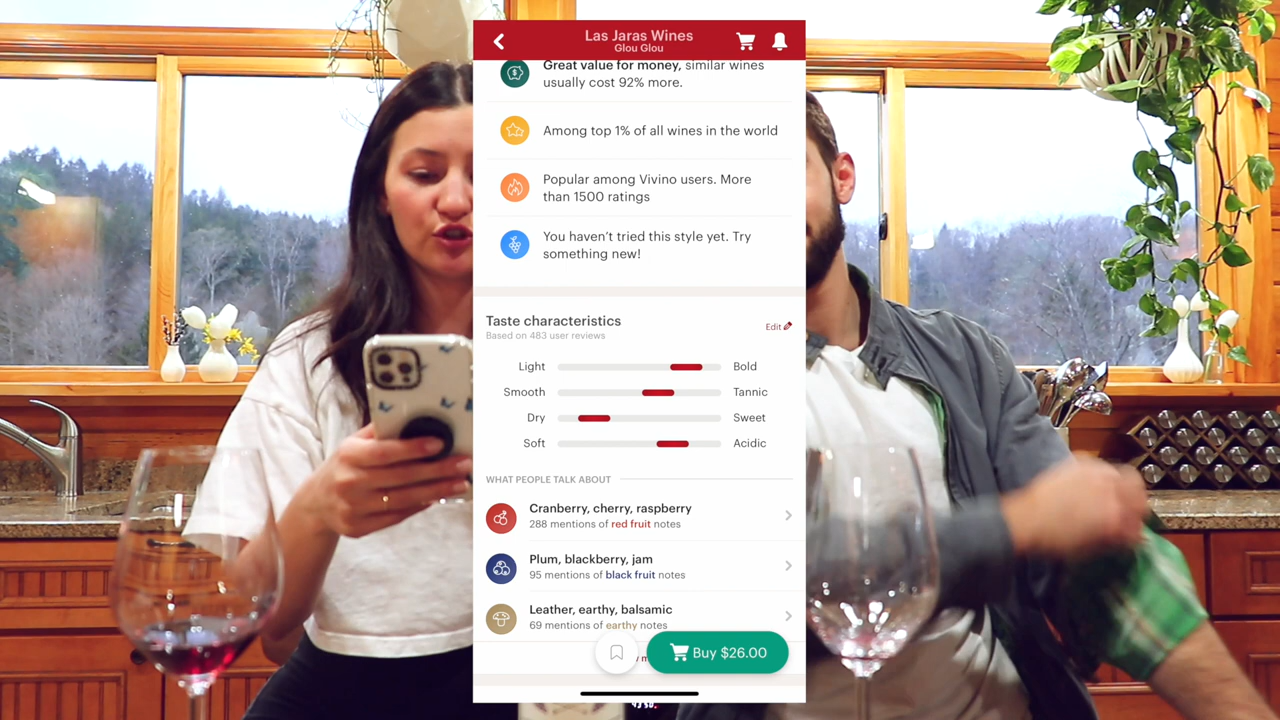 Las Jaras Wines
Glou Glou
Great value for money, similar wines
usually cost 92% more.
Among top 1% of all wines in the world
Popular among Vivino users. More
than 1500 ratings
You haven't tried this style yet. Try
something new!
Taste characteristics
Edit
Based on 483 user reviews
Light Bold
Smooth Tannic
Dry Sweet
Soft Acidic
WHAT PEOPLE TALK ABOUT
Cranberry, cherry, raspberry
288 mentions of red fruit notes
Plum, blackberry, jam
95 mentions of black fruit notes
Leather, earthy, balsamic
69 mentions of earthy notes
Buy $26.00